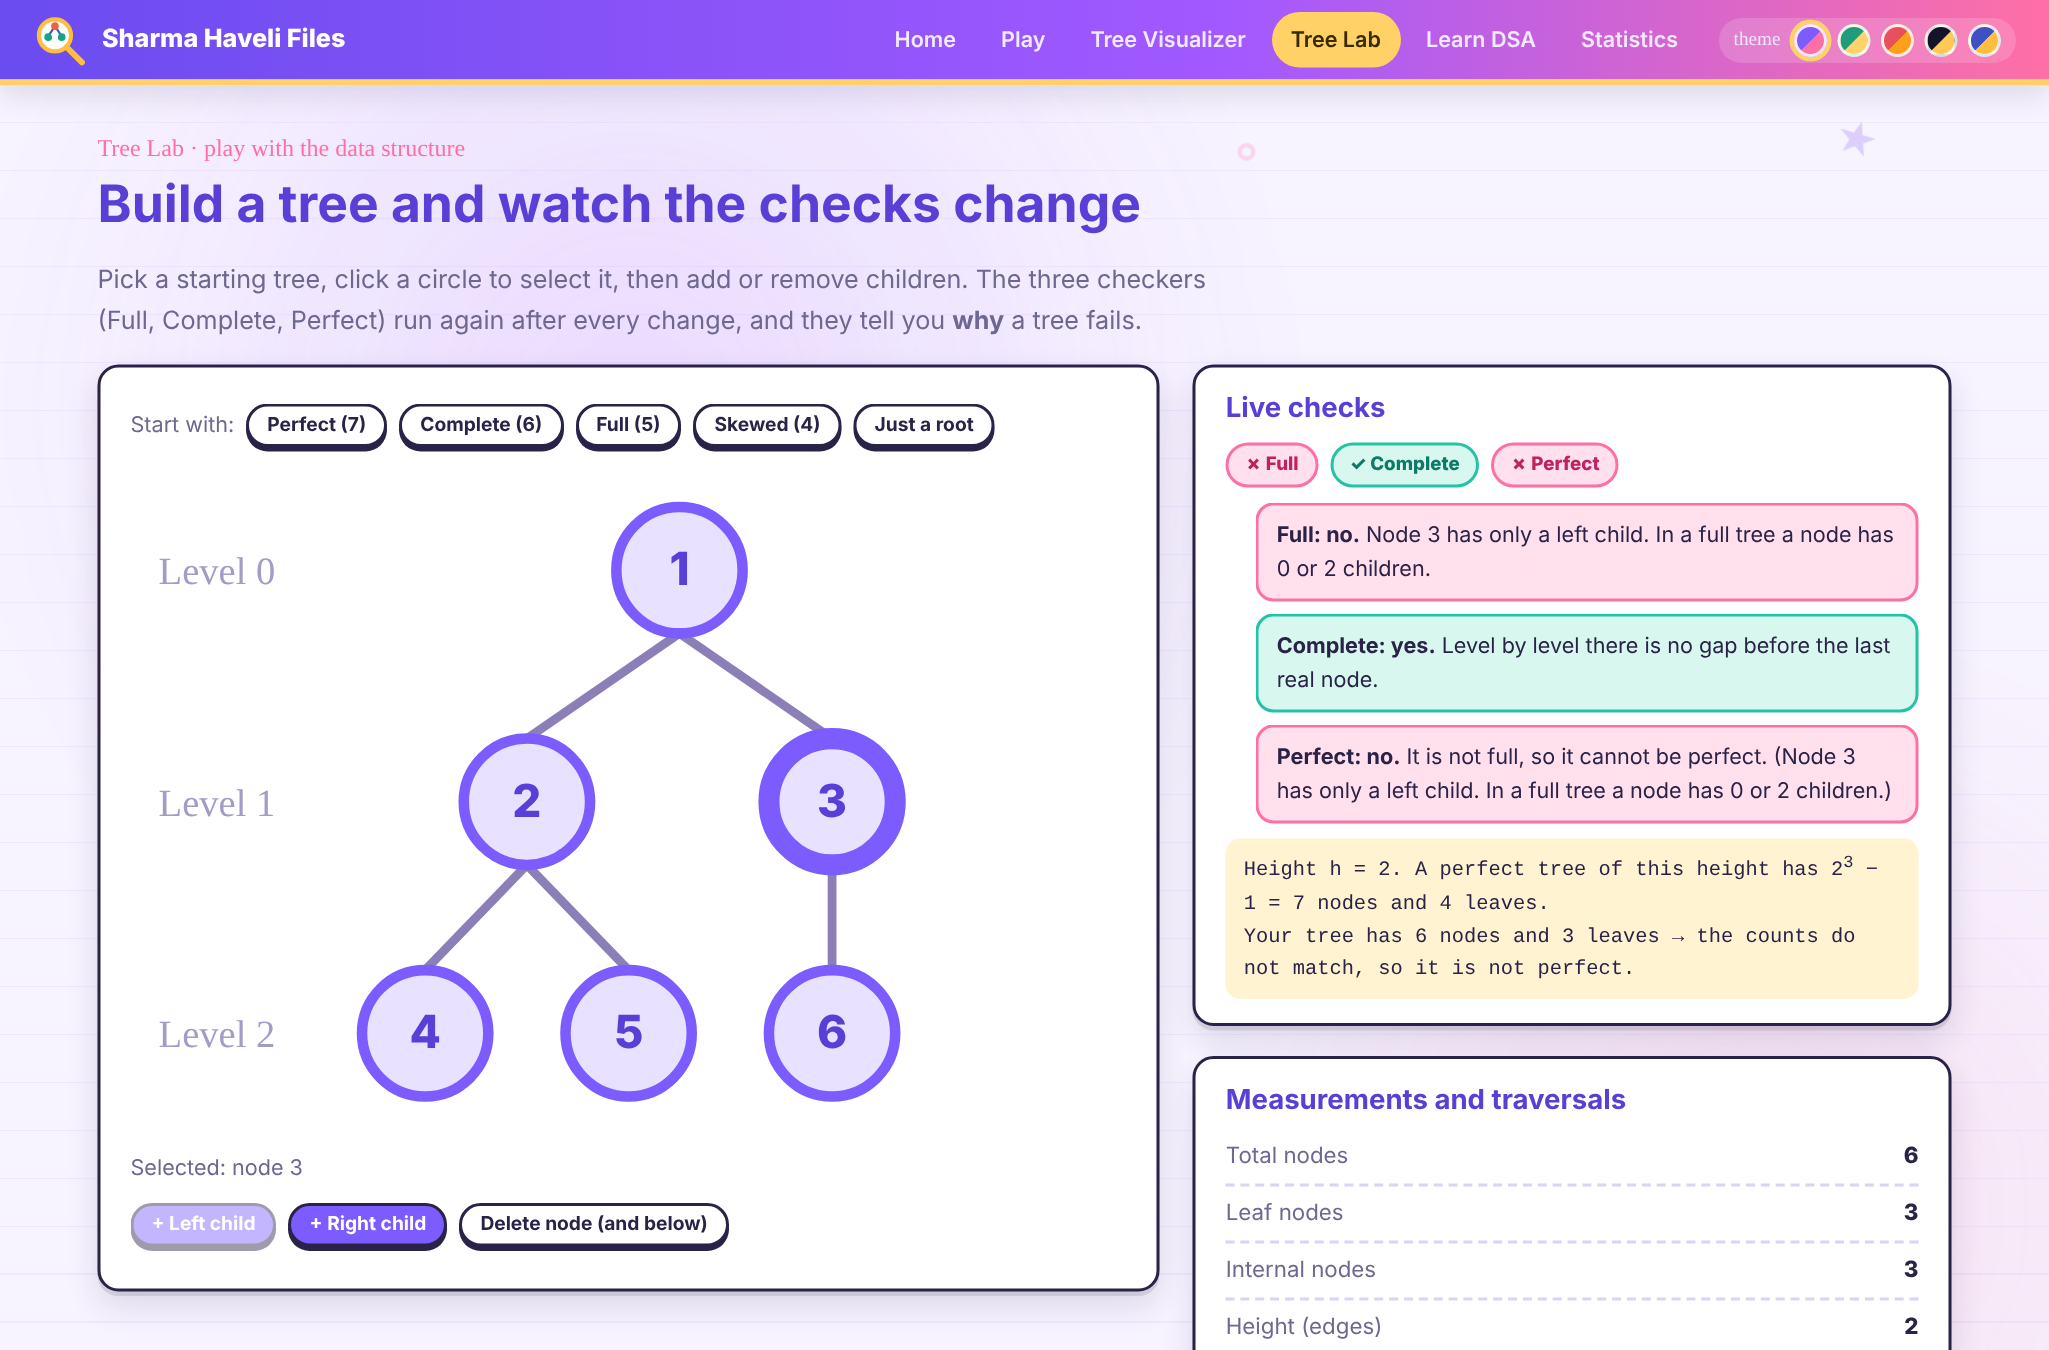 Sharma Haveli Files
Home Play Tree Visualizer Tree Lab Learn DSA Statistics theme
Tree Lab · play with the data structure
Build a tree and watch the checks change
Pick a starting tree, click a circle to select it, then add or remove children. The three checkers
(Full, Complete, Perfect) run again after every change, and they tell you why a tree fails.
Start with: Perfect (7) Complete (6) Full (5) Skewed (4) Just a root
Level 0
1
Level 1
2 3
Level 2
4 5 6
Selected: node 3
+ Left child + Right child Delete node (and below)
Live checks
× Full ✓ Complete × Perfect
Full: no. Node 3 has only a left child. In a full tree a node has
0 or 2 children.
Complete: yes. Level by level there is no gap before the last
real node.
Perfect: no. It is not full, so it cannot be perfect. (Node 3
has only a left child. In a full tree a node has 0 or 2 children.)
Height h = 2. A perfect tree of this height has 2³ −
1 = 7 nodes and 4 leaves.
Your tree has 6 nodes and 3 leaves → the counts do
not match, so it is not perfect.
Measurements and traversals
Total nodes 6
Leaf nodes 3
Internal nodes 3
Height (edges) 2